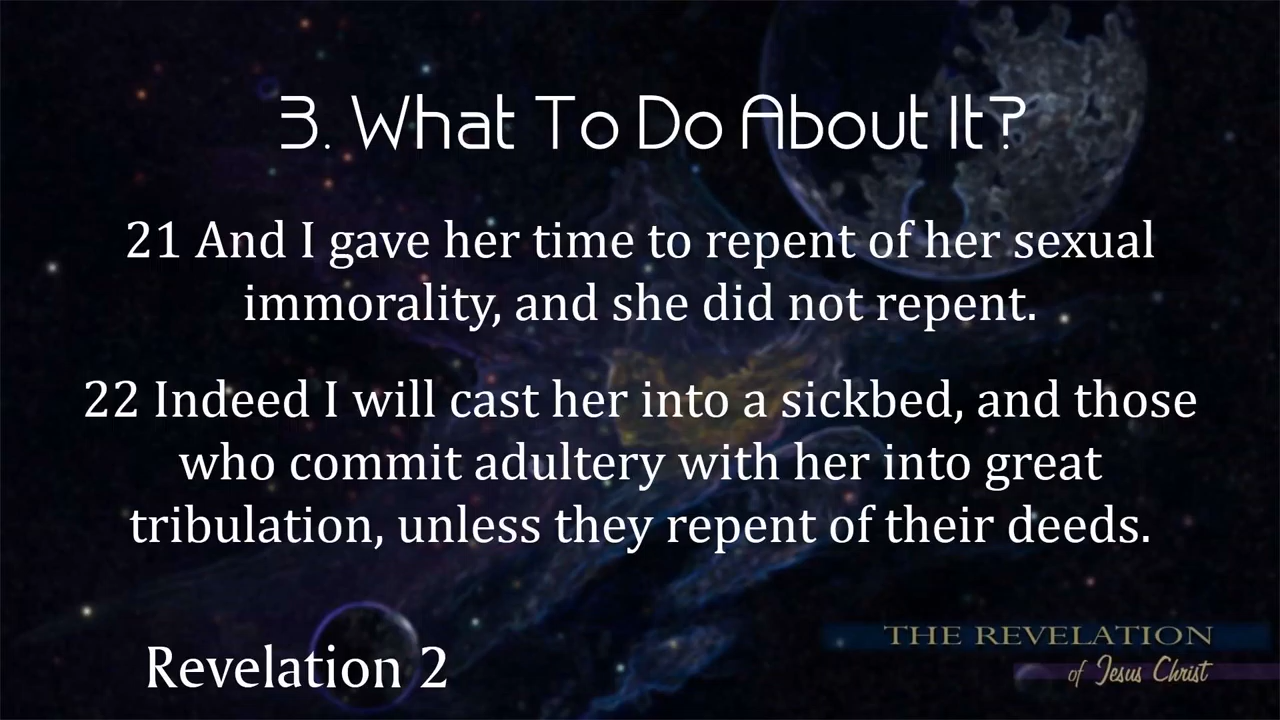 3. What To Do About It?
21 And I gave her time to repent of her sexual
immorality, and she did not repent.
22 Indeed I will cast her into a sickbed, and those
who commit adultery with her into great
tribulation, unless they repent of their deeds.
Revelation 2
THE REVELATION
of Jesus Christ